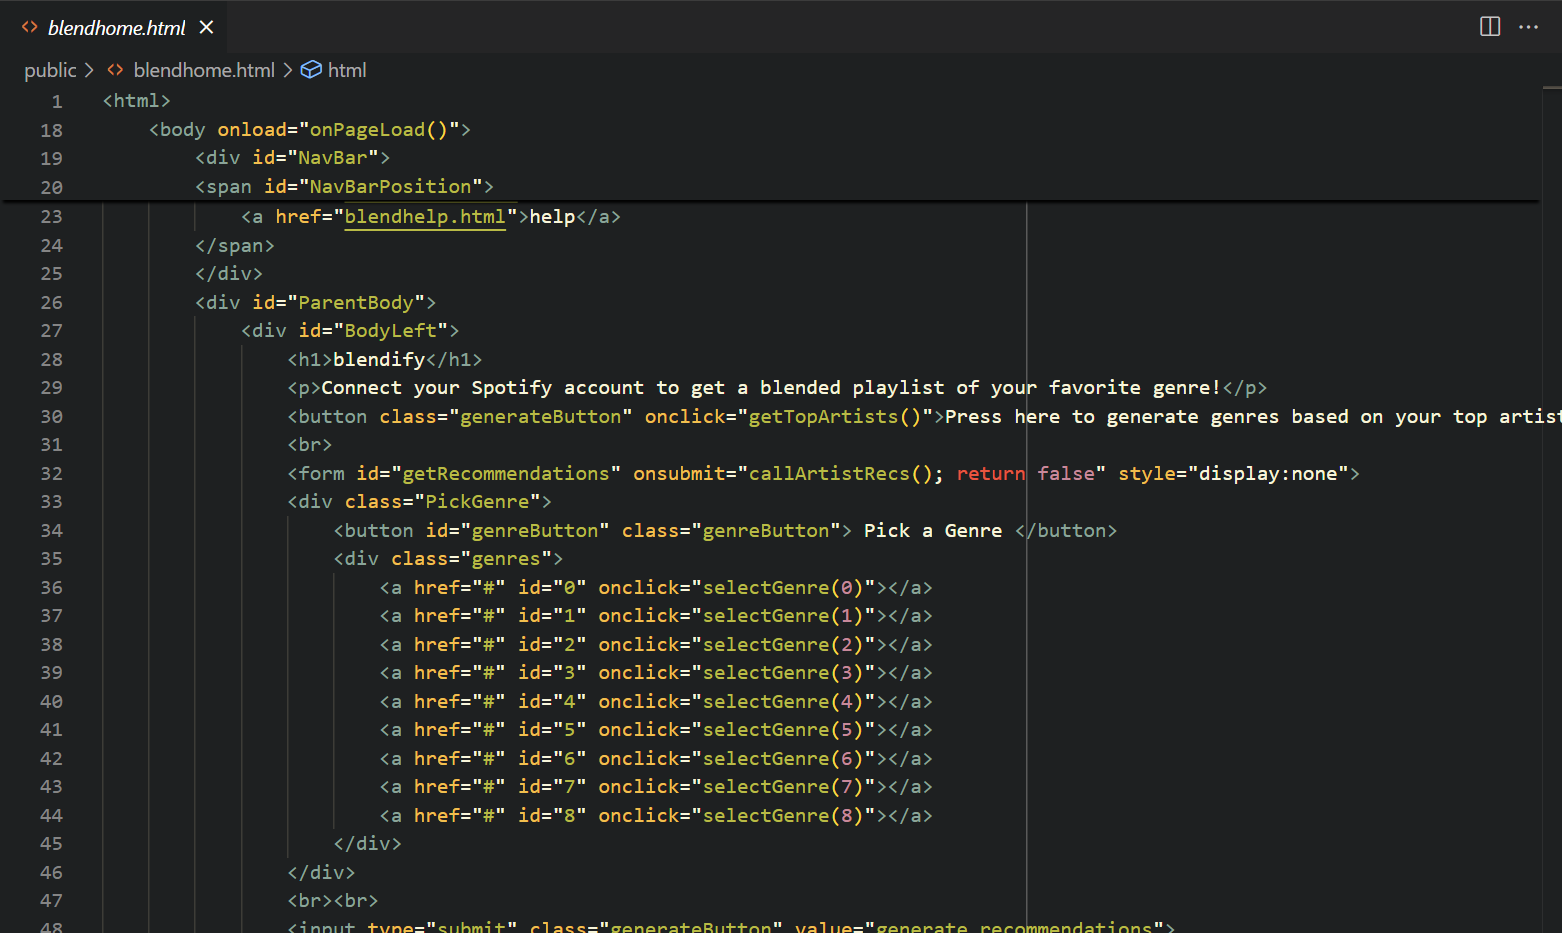 blendhome.html
public > blendhome.html > html
1 <html>
18 <body onload="onPageLoad()">
19 <div id="NavBar">
20 <span id="NavBarPosition">
23 <a href="blendhelp.html">help</a>
24 </span>
25 </div>
26 <div id="ParentBody">
27 <div id="BodyLeft">
28 <h1>blendify</h1>
29 <p>Connect your Spotify account to get a blended playlist of your favorite genre!</p>
30 <button class="generateButton" onclick="getTopArtists()">Press here to generate genres based on your top artist
31 <br>
32 <form id="getRecommendations" onsubmit="callArtistRecs(); return false" style="display:none">
33 <div class="PickGenre">
34 <button id="genreButton" class="genreButton"> Pick a Genre </button>
35 <div class="genres">
36 <a href="#" id="0" onclick="selectGenre(0)"></a>
37 <a href="#" id="1" onclick="selectGenre(1)"></a>
38 <a href="#" id="2" onclick="selectGenre(2)"></a>
39 <a href="#" id="3" onclick="selectGenre(3)"></a>
40 <a href="#" id="4" onclick="selectGenre(4)"></a>
41 <a href="#" id="5" onclick="selectGenre(5)"></a>
42 <a href="#" id="6" onclick="selectGenre(6)"></a>
43 <a href="#" id="7" onclick="selectGenre(7)"></a>
44 <a href="#" id="8" onclick="selectGenre(8)"></a>
45 </div>
46 </div>
47 <br><br>
48 <input type="submit" class="generateButton" value="generate recommendations">